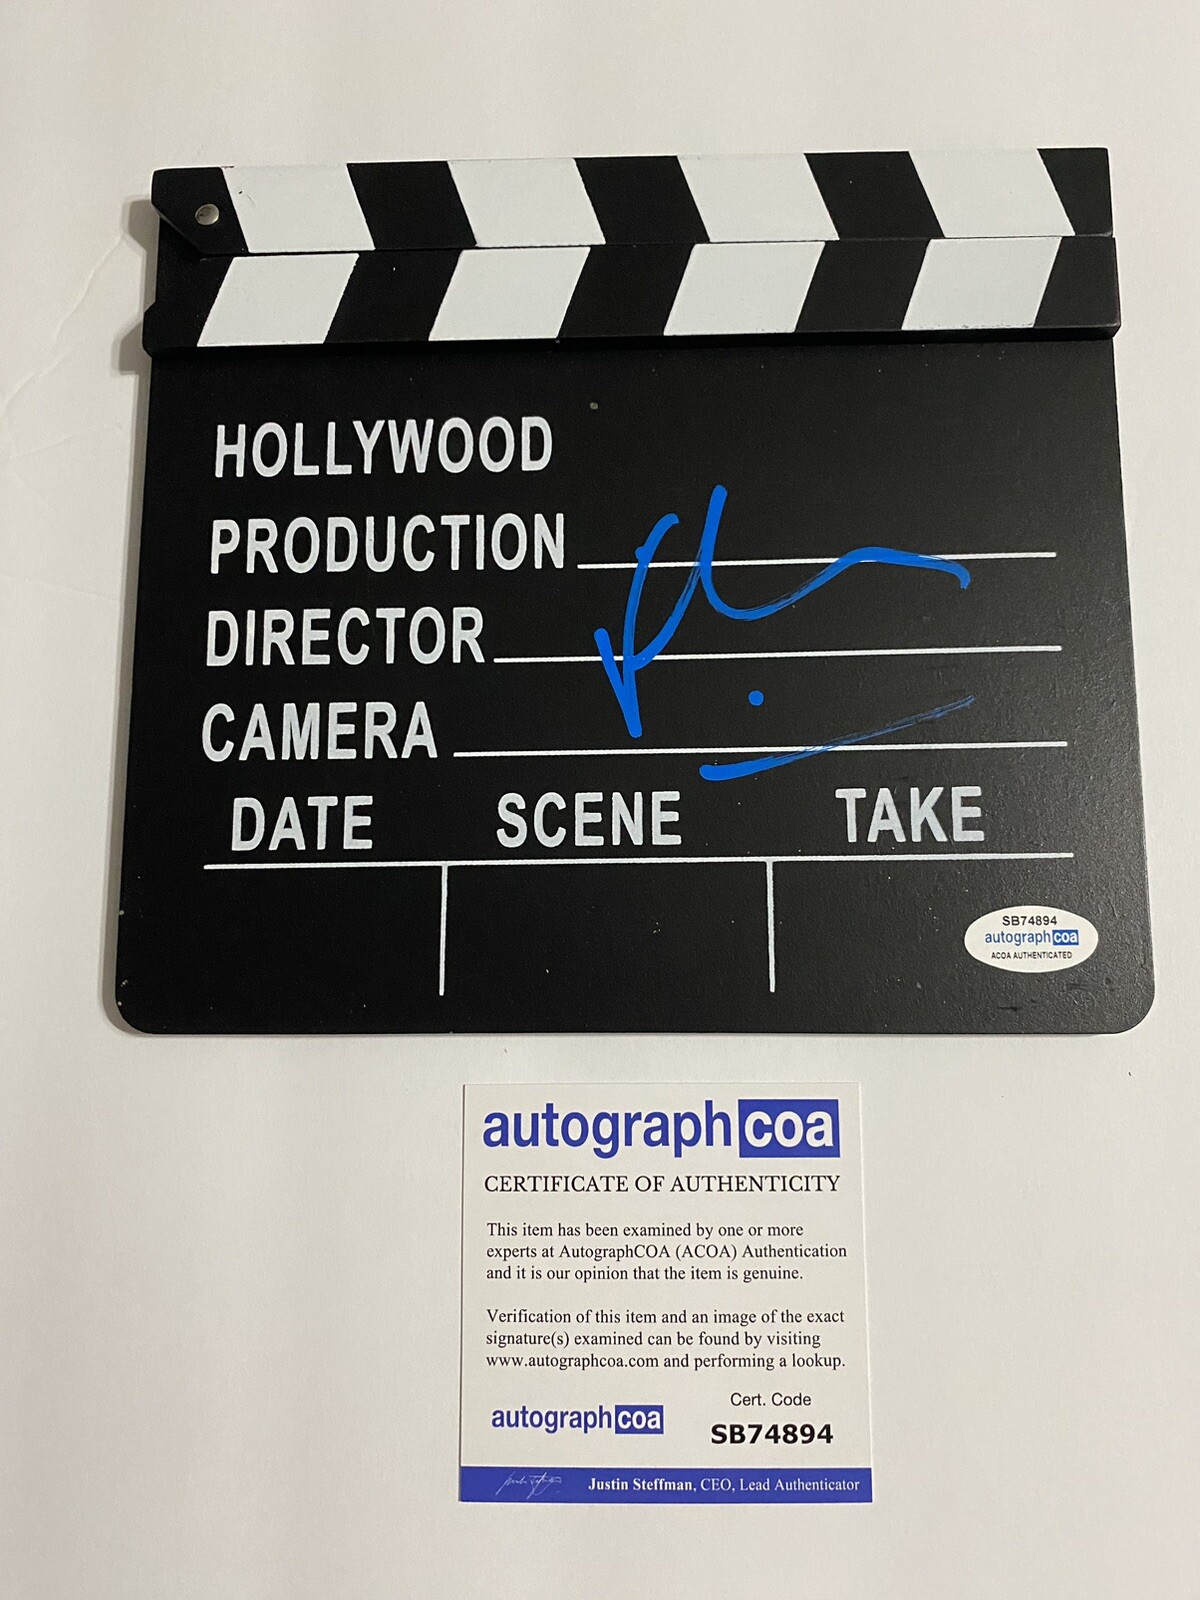 HOLLYWOOD
PRODUCTION
DIRECTOR
CAMERA
DATE SCENE TAKE
SB74894
autographcoa
ACOA AUTHENTICATED
autographcoa
CERTIFICATE OF AUTHENTICITY
This item has been examined by one or more
experts at AutographCOA (ACOA) Authentication
and it is our opinion that the item is genuine.
Verification of this item and an image of the exact
signature(s) examined can be found by visiting
www.autographcoa.com and performing a lookup.
Cert. Code
autographcoa SB74894
Justin Steffman, CEO, Lead Authenticator